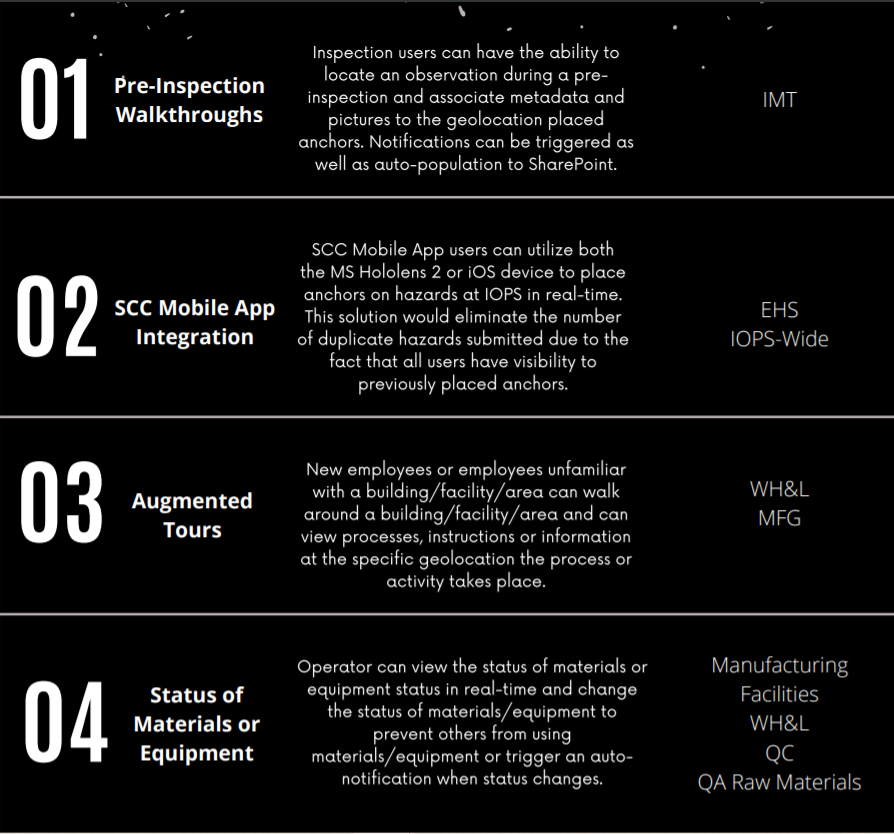 01
Pre-Inspection
Walkthroughs
Inspection users can have the ability to
locate an observation during a pre-
inspection and associate metadata and
pictures to the geolocation placed
anchors. Notifications can be triggered as
well as auto-population to SharePoint.
IMT
02
SCC Mobile App
Integration
SCC Mobile App users can utilize both
the MS Hololens 2 or iOS device to place
anchors on hazards at IOPS in real-time.
This solution would eliminate the number
of duplicate hazards submitted due to the
fact that all users have visibility to
previously placed anchors.
EHS
IOPS-Wide
03
Augmented
Tours
New employees or employees unfamiliar
with a building/facility/area can walk
around a building/facility/area and can
view processes, instructions or information
at the specific geolocation the process or
activity takes place.
WH&L
MFG
04
Status of
Materials or
Equipment
Operator can view the status of materials or
equipment status in real-time and change
the status of materials/equipment to
prevent others from using
materials/equipment or trigger an auto-
notification when status changes.
Manufacturing
Facilities
WH&L
QC
QA Raw Materials